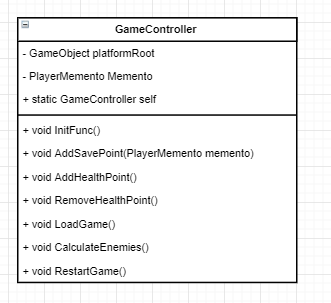 GameController
- GameObject platformRoot
- PlayerMemento Memento
+ static GameController self
+ void InitFunc()
+ void AddSavePoint(PlayerMemento memento)
+ void AddHealthPoint()
+ void RemoveHealthPoint()
+ void LoadGame()
+ void CalculateEnemies()
+ void RestartGame()